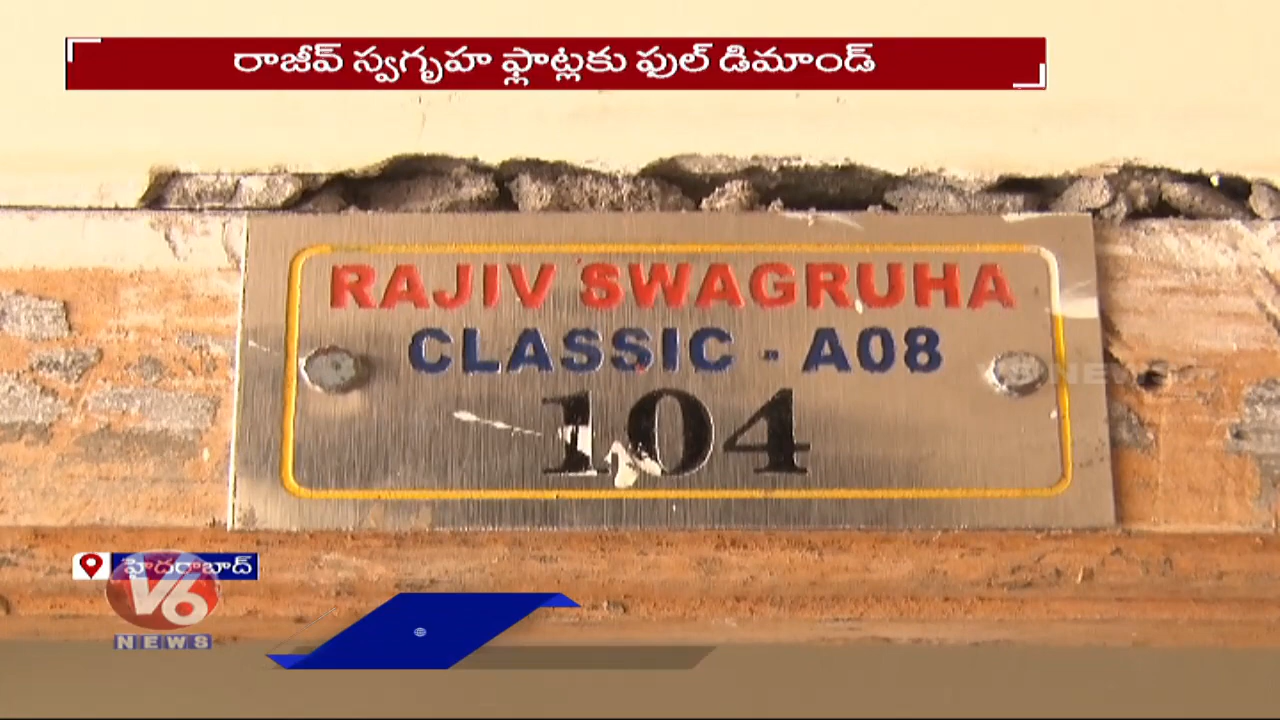 రాజీవ్ స్వగృహ ఫ్లాట్లకు ఫుల్ డిమాండ్
RAJIV SWAGRUHA
CLASSIC - A08
104
హైదరాబాద్
V6
NEWS